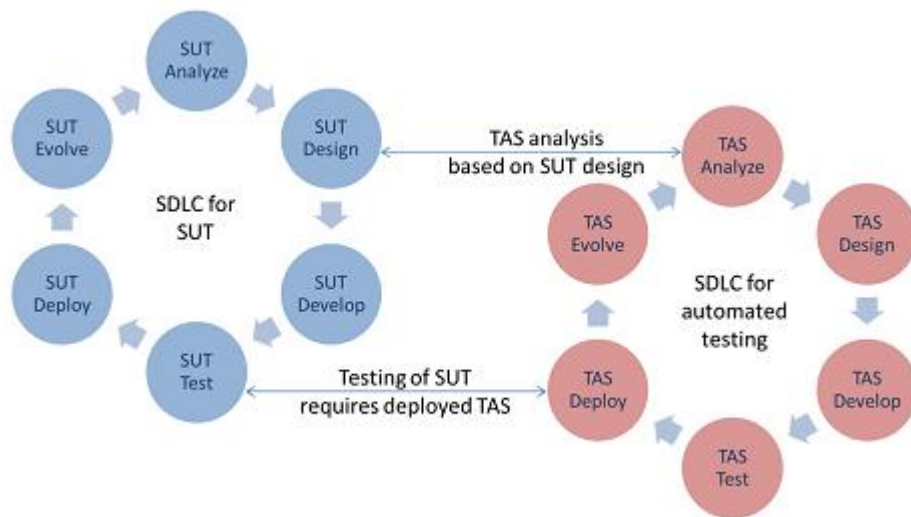 SUT
Analyze
SUT
Evolve
SUT
Design
SDLC for
SUT
SUT
Deploy
SUT
Develop
SUT
Test
TAS analysis
based on SUT design
Testing of SUT
requires deployed TAS
TAS
Analyze
TAS
Evolve
TAS
Design
SDLC for
automated
testing
TAS
Deploy
TAS
Develop
TAS
Test